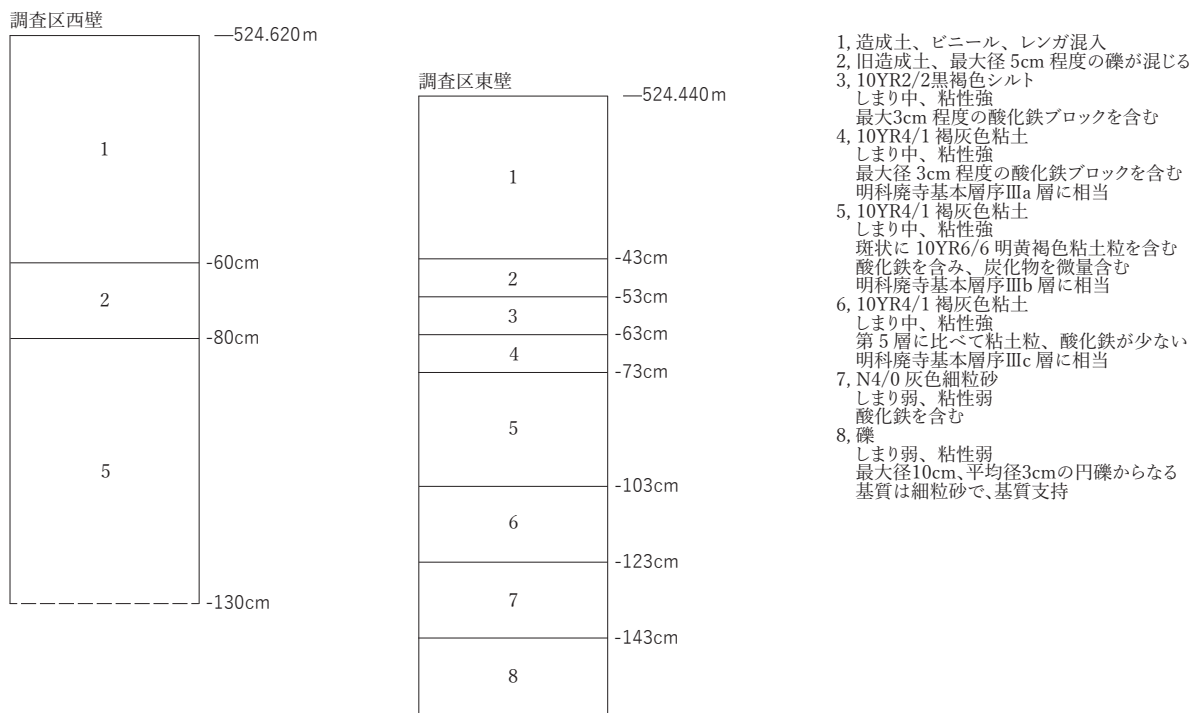 調査区西壁
524.620m
1
-60cm
2
-80cm
5
-130cm
調査区東壁
524.440m
1
-43cm
2
-53cm
3
-63cm
4
-73cm
5
-103cm
6
-123cm
7
-143cm
8
1, 造成土、ビニール、レンガ混入
2, 旧造成土、最大径 5cm 程度の礫が混じる
3, 10YR2/2黒褐色シルト
しまり中、粘性強
最大3cm 程度の酸化鉄ブロックを含む
4, 10YR4/1 褐灰色粘土
しまり中、粘性強
最大径 3cm 程度の酸化鉄ブロックを含む
明科廃寺基本層序Ⅲa 層に相当
5, 10YR4/1 褐灰色粘土
しまり中、粘性強
斑状に 10YR6/6 明黄褐色粘土粒を含む
酸化鉄を含み、炭化物を微量含む
明科廃寺基本層序Ⅲb 層に相当
6, 10YR4/1 褐灰色粘土
しまり中、粘性強
第 5 層に比べて粘土粒、酸化鉄が少ない
明科廃寺基本層序Ⅲc 層に相当
7, N4/0 灰色細粒砂
しまり弱、粘性弱
酸化鉄を含む
8, 礫
しまり弱、粘性弱
最大径10cm、平均径3cmの円礫からなる
基質は細粒砂で、基質支持